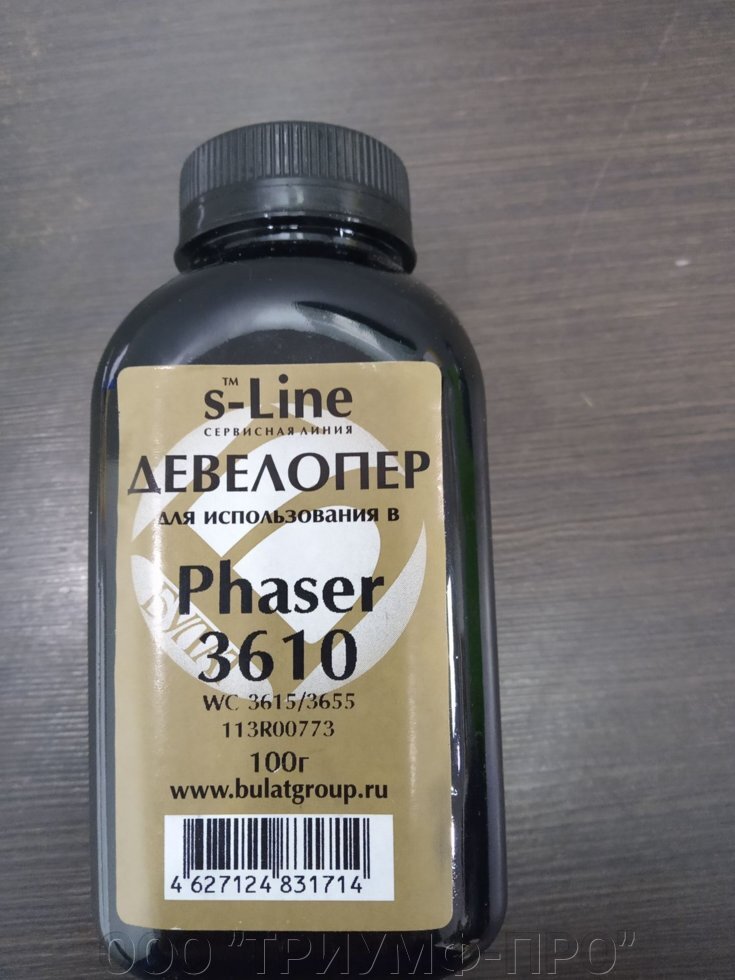 s-Line™
СЕРВИСНАЯ ЛИНИЯ
ДЕВЕЛОПЕР
для использования в
Phaser
3610
WC 3615/3655
113R00773
100г
www.bulatgroup.ru
4 627124 831714
ООО "ТРИУМФ-ПРО"